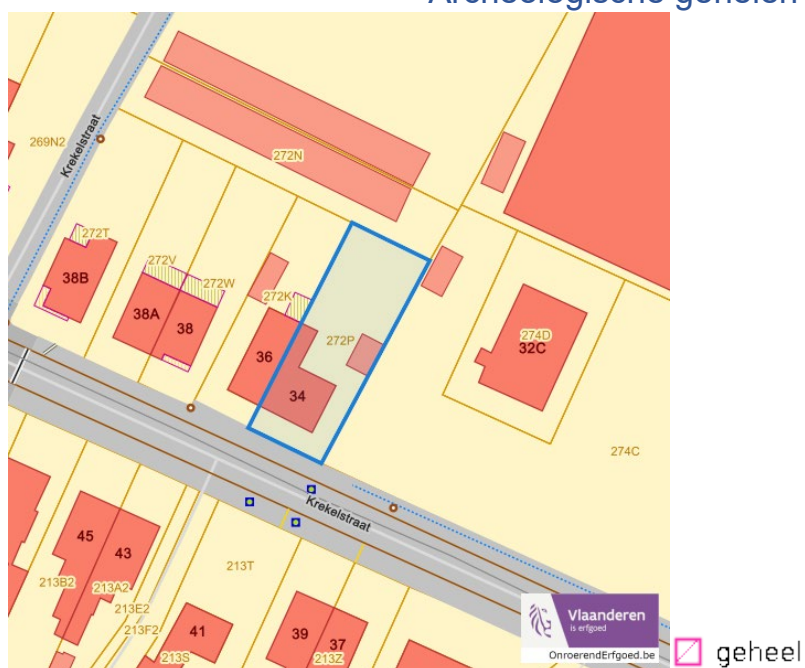 Archeologische gehelen
Krekelstraat
269N2
272N
272T
38B
272V
272W
38A
38
272K
36
34
272P
274D
32C
274C
Krekelstraat
45
43
213B2
213A2
213E2
213F2
213T
41
213S
39
37
213Z
Vlaanderen
is erfgoed
OnroerendErfgoed.be
geheel